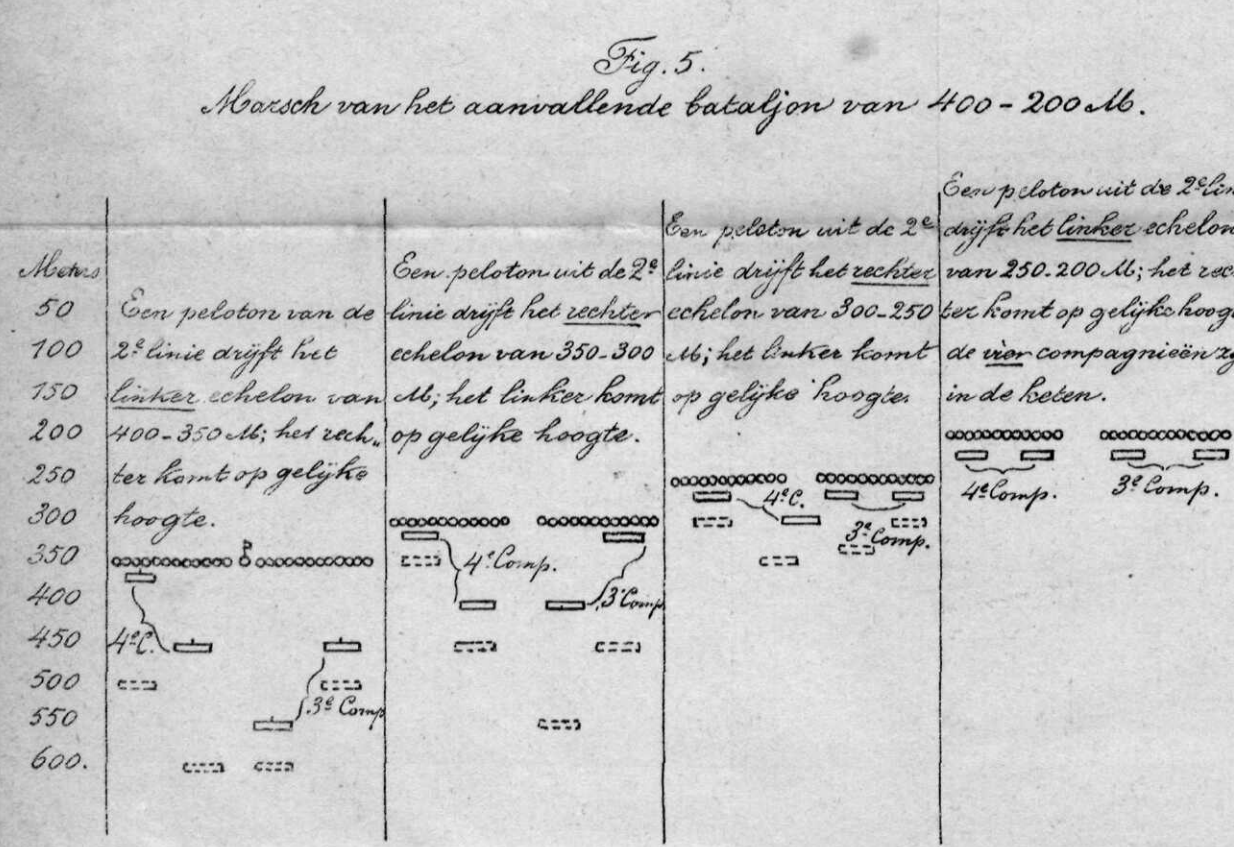 Fig. 5.
Marsch van het aanvallende bataljon van 400-200 M.
Meters
50
100
150
200
250
300
350
400
450
500
550
600.
Een peloton van de
2e linie drijft het
linker echelon van
400-350 M; het rech„
ter komt op gelijke
hoogte.
4e C.
3e Comp
Een peloton uit de 2e
linie drijft het rechter
echelon van 350-300
M; het linker komt
op gelijke hoogte.
4e Comp.
3e Comp
Een peloton uit de 2e
linie drijft het rechter
echelon van 300-250
M; het linker komt
op gelijke hoogte.
4e C.
3e Comp.
Een peloton uit de 2e lin
drijft het linker echelon
van 250-200 M; het rec
ter komt op gelijke hoog
de vier compagnieën z
in de keten.
4e Comp.
3e Comp.